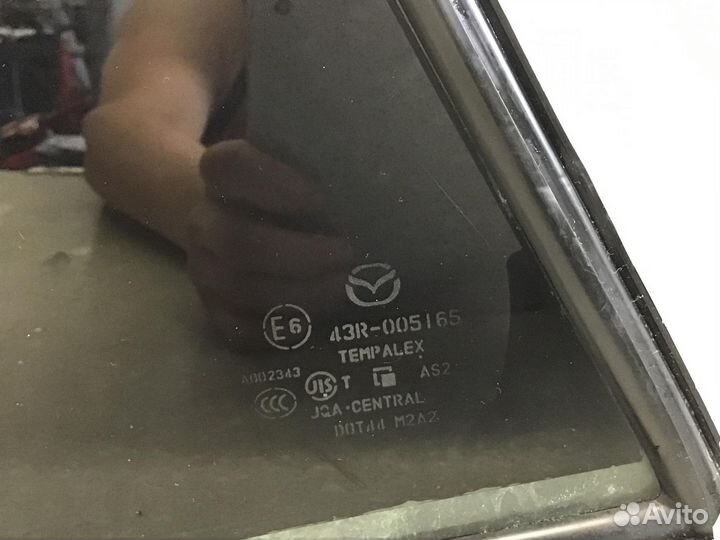 E6 43R-005165
TEMPALEX
A002343 JIS T AS2
CCC JQA-CENTRAL
DOT44 M2A2
Avito